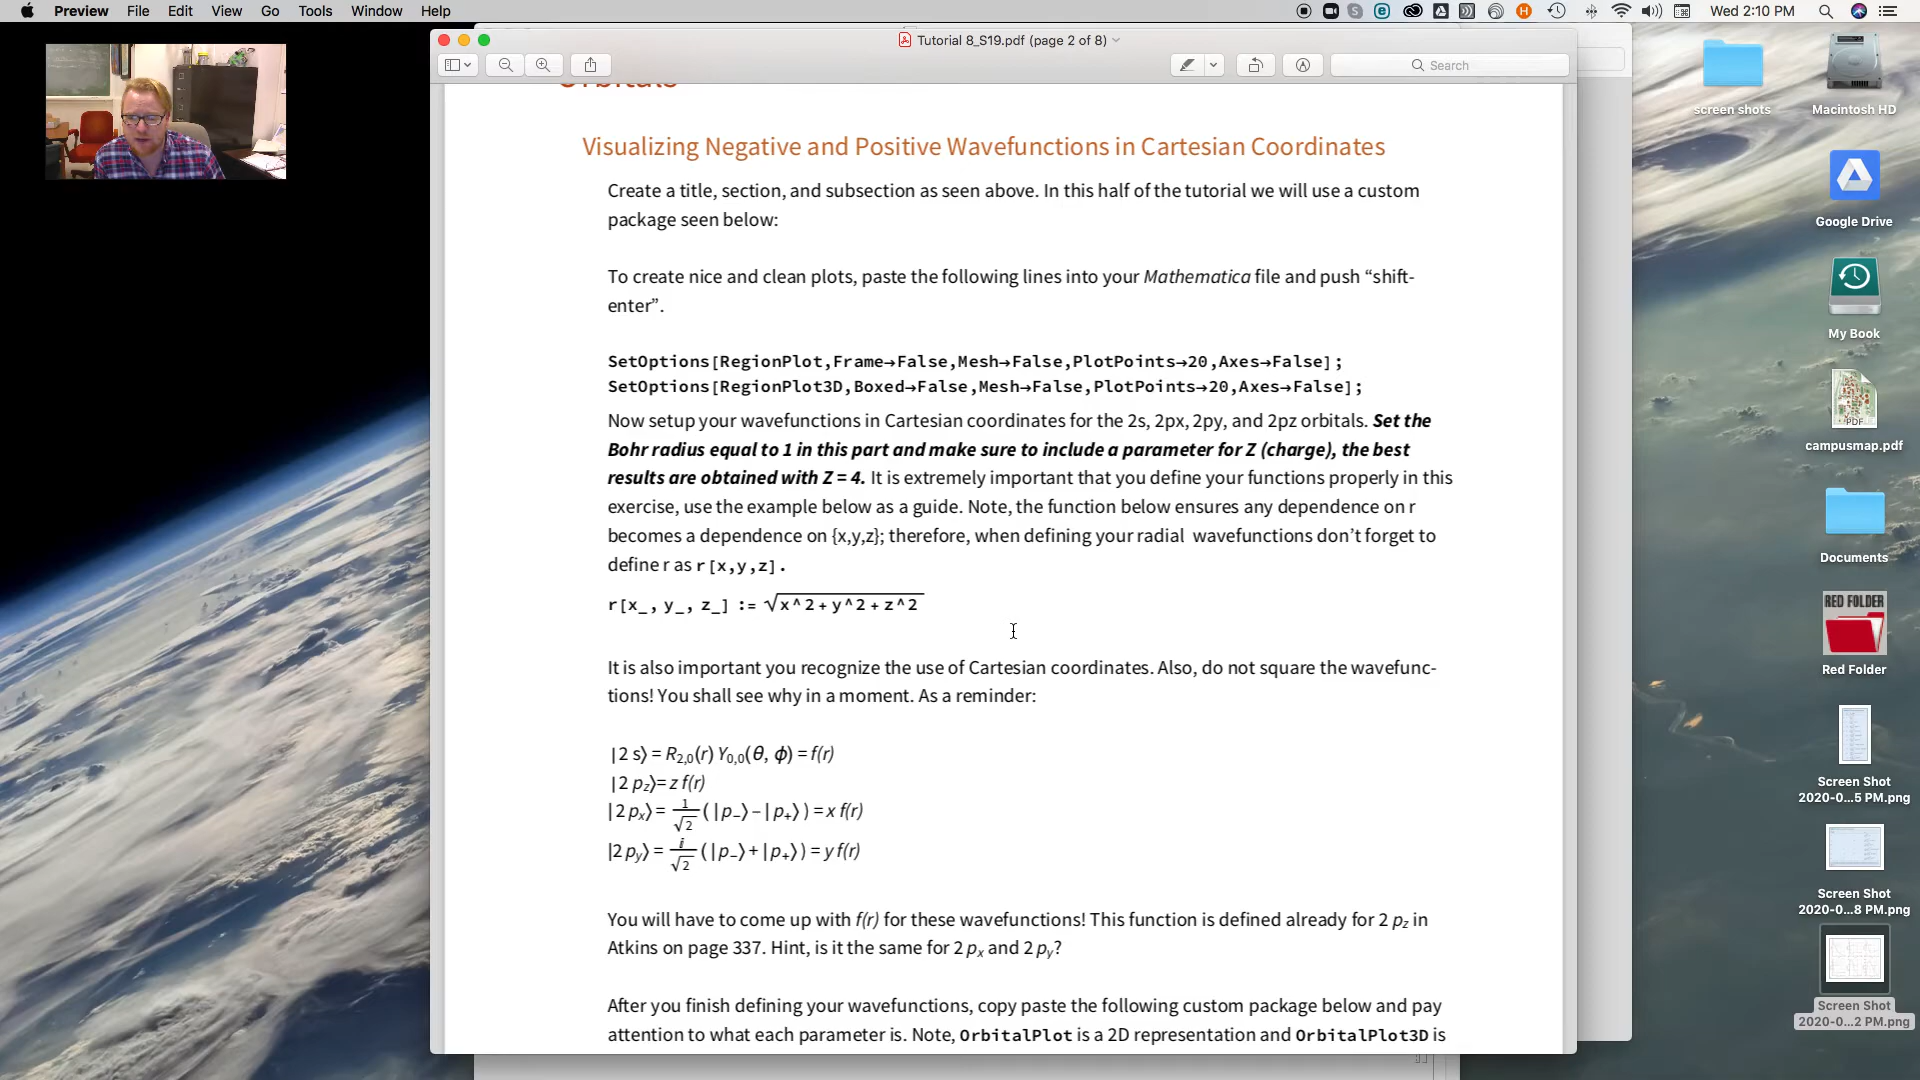 Preview File Edit View Go Tools Window Help
Wed 2:10 PM
Tutorial 8_S19.pdf (page 2 of 8)
Search
Orbitals
Visualizing Negative and Positive Wavefunctions in Cartesian Coordinates
Create a title, section, and subsection as seen above. In this half of the tutorial we will use a custom
package seen below:
To create nice and clean plots, paste the following lines into your Mathematica file and push “shift-
enter”.
SetOptions[RegionPlot,Frame→False,Mesh→False,PlotPoints→20,Axes→False];
SetOptions[RegionPlot3D,Boxed→False,Mesh→False,PlotPoints→20,Axes→False];
Now setup your wavefunctions in Cartesian coordinates for the 2s, 2px, 2py, and 2pz orbitals. Set the
Bohr radius equal to 1 in this part and make sure to include a parameter for Z (charge), the best
results are obtained with Z = 4. It is extremely important that you define your functions properly in this
exercise, use the example below as a guide. Note, the function below ensures any dependence on r
becomes a dependence on {x,y,z}; therefore, when defining your radial wavefunctions don’t forget to
define r as r[x,y,z].
r[x_, y_, z_] := √x^2+y^2+z^2
It is also important you recognize the use of Cartesian coordinates. Also, do not square the wavefunc-
tions! You shall see why in a moment. As a reminder:
|2 s⟩ = R2,0(r) Y0,0(θ, ϕ) = f(r)
|2 pz⟩= z f(r)
|2 px⟩= 1/√2 (|p−⟩ − |p+⟩) = x f(r)
|2 py⟩ = i/√2 (|p−⟩ + |p+⟩) = y f(r)
You will have to come up with f(r) for these wavefunctions! This function is defined already for 2 pz in
Atkins on page 337. Hint, is it the same for 2 px and 2 py?
After you finish defining your wavefunctions, copy paste the following custom package below and pay
attention to what each parameter is. Note, OrbitalPlot is a 2D representation and OrbitalPlot3D is
screen shots
Macintosh HD
Google Drive
My Book
PDF
campusmap.pdf
Documents
RED FOLDER
Red Folder
Screen Shot
2020-0...5 PM.png
Screen Shot
2020-0...8 PM.png
Screen Shot
2020-0...2 PM.png